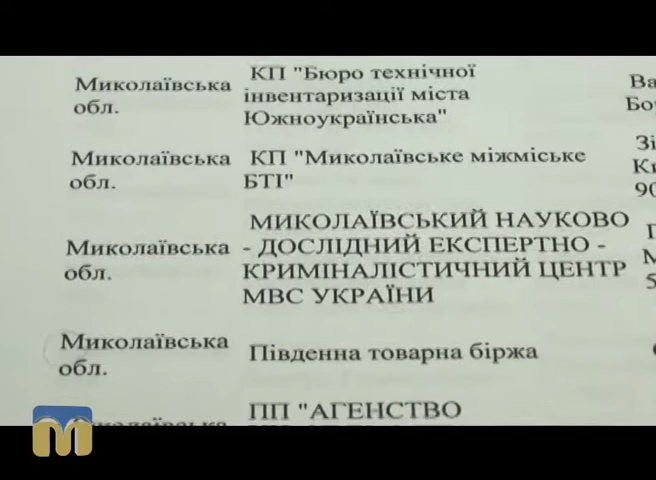 Миколаївська обл.
КП "Бюро технічної
інвентаризації міста
Южноукраїнська"
Миколаївська обл.
КП "Миколаївське міжміське
БТІ"
Миколаївська обл.
МИКОЛАЇВСЬКИЙ НАУКОВО
- ДОСЛІДНИЙ ЕКСПЕРТНО -
КРИМІНАЛІСТИЧНИЙ ЦЕНТР
МВС УКРАЇНИ
Миколаївська обл.
Південна товарна біржа
ПП "АГЕНСТВО